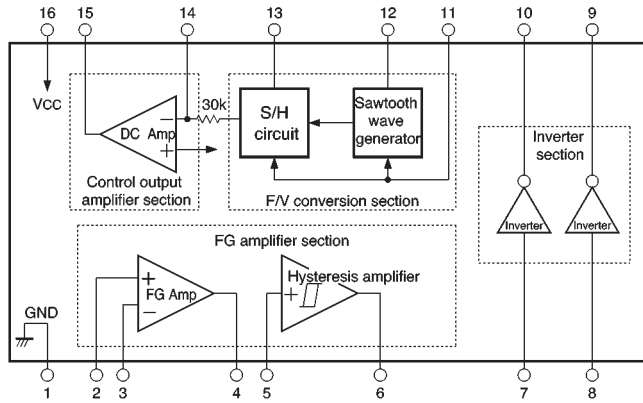 16 15 14 13 12 11 10 9
VCC
DC Amp
−
+
30k
S/H
circuit
Sawtooth
wave
generator
Control output
amplifier section
F/V conversion section
Inverter
section
Inverter
Inverter
FG amplifier section
+
FG Amp
−
Hysteresis amplifier
+
GND
1 2 3 4 5 6 7 8